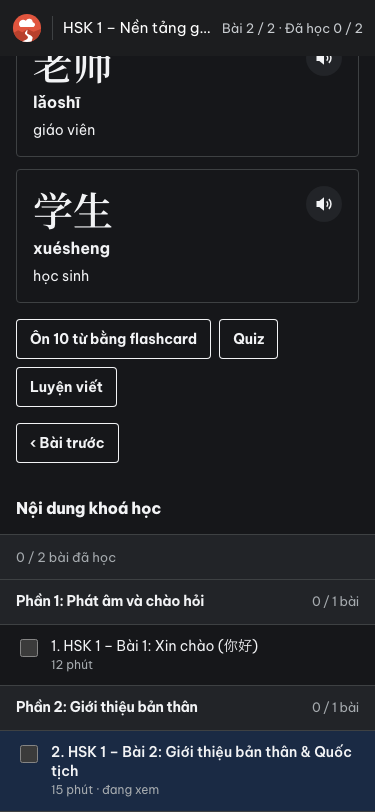 HSK 1 – Nền tảng g...
Bài 2 / 2 · Đã học 0 / 2
老师
lǎoshī
giáo viên
学生
xuésheng
học sinh
Ôn 10 từ bằng flashcard
Quiz
Luyện viết
‹ Bài trước
Nội dung khoá học
0 / 2 bài đã học
Phần 1: Phát âm và chào hỏi
0 / 1 bài
1. HSK 1 – Bài 1: Xin chào (你好)
12 phút
Phần 2: Giới thiệu bản thân
0 / 1 bài
2. HSK 1 – Bài 2: Giới thiệu bản thân & Quốc
tịch
15 phút · đang xem